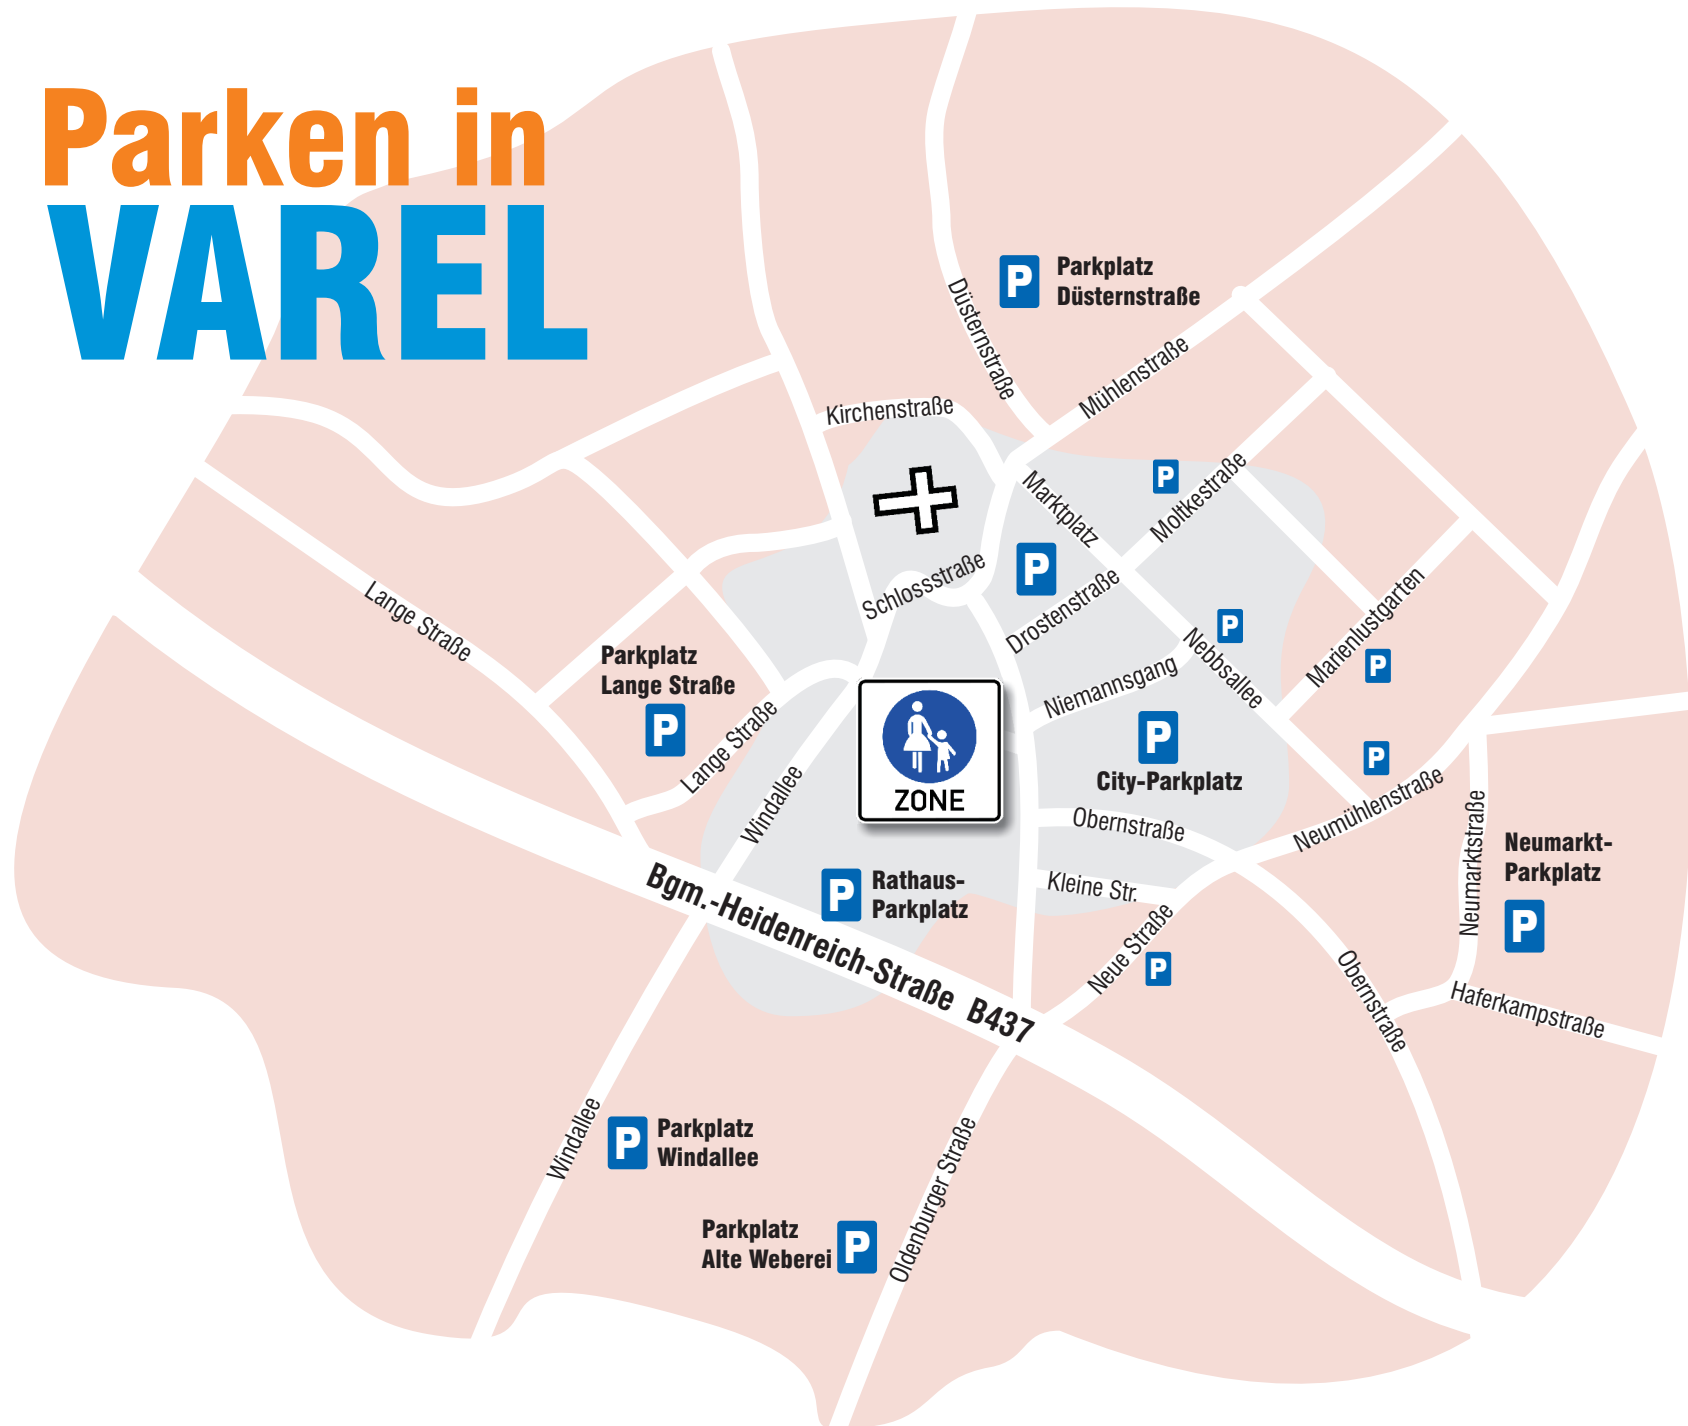 Parken in
VAREL
P
Parkplatz
Düsternstraße
Düsternstraße
Mühlenstraße
Kirchenstraße
P
Marktplatz
Moltkestraße
P
Schlossstraße
Drostenstraße
Lange Straße
Marienlustgarten
P
P
Nebbsallee
Niemannsgang
Parkplatz
Lange Straße
P
Lange Straße
P
City-Parkplatz
P
Windallee
ZONE
Obernstraße
Neumühlenstraße
Neumarktstraße
Neumarkt-
Parkplatz
P
P
Rathaus-
Parkplatz
Kleine Str.
Bgm.-Heidenreich-Straße B437
Neue Straße
P
Obernstraße
Haferkampstraße
Windallee
P
Parkplatz
Windallee
Oldenburger Straße
Parkplatz
Alte Weberei
P